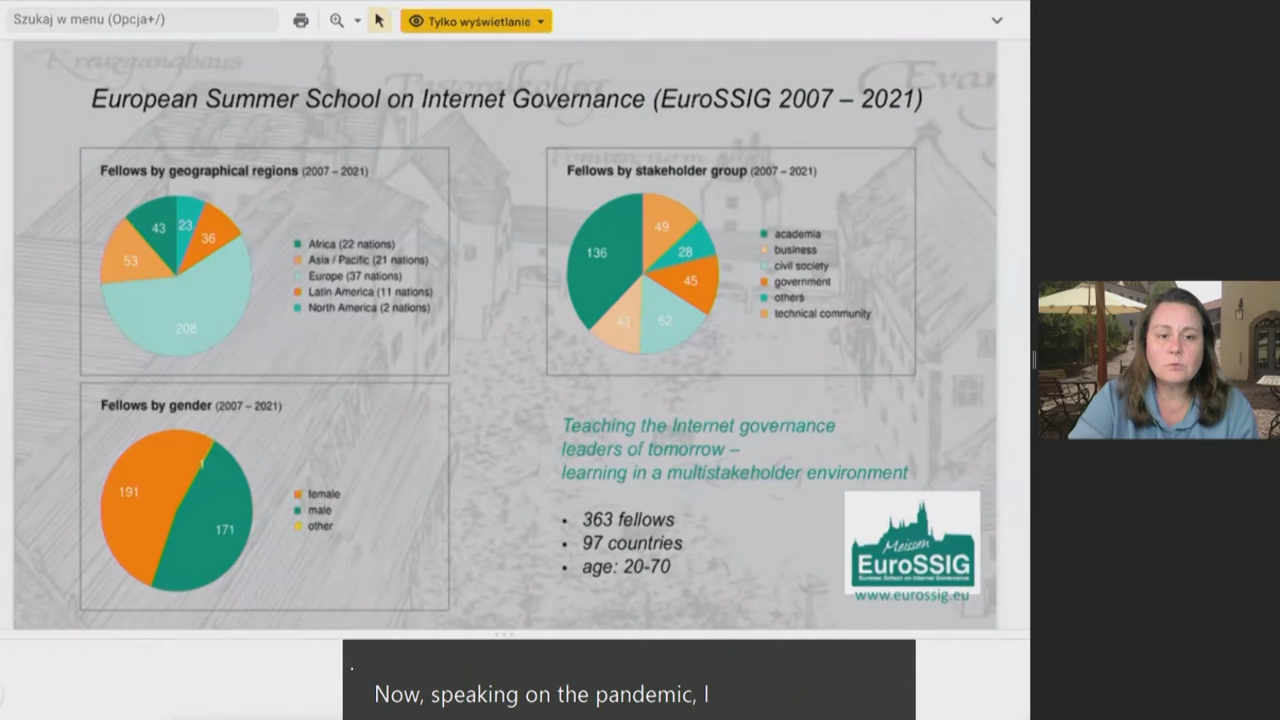 Szukaj w menu (Opcja+/)
Tylko wyświetlanie
Kreuzganghaus
European Summer School on Internet Governance (EuroSSIG 2007 – 2021)
Fellows by geographical regions (2007 – 2021)
43
23
36
53
208
Africa (22 nations)
Asia / Pacific (21 nations)
Europe (37 nations)
Latin America (11 nations)
North America (2 nations)
Fellows by stakeholder group (2007 – 2021)
49
28
136
45
43
62
academia
business
civil society
government
others
technical community
Fellows by gender (2007 – 2021)
1
191
171
female
male
other
Teaching the Internet governance
leaders of tomorrow –
learning in a multistakeholder environment
• 363 fellows
• 97 countries
• age: 20-70
Meissen
EuroSSIG
Summer School on Internet Governance
www.eurossig.eu
.
Now, speaking on the pandemic, I